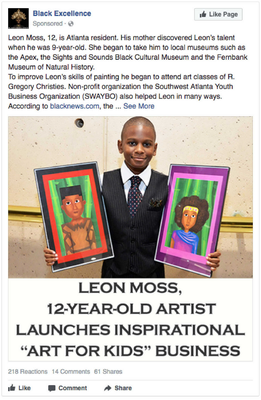 Black Excellence
Like Page
Sponsored ·
Leon Moss, 12, is Atlanta resident. His mother discovered Leon's talent
when he was 9-year-old. She began to take him to local museums such as
the Apex, the Sights and Sounds Black Cultural Museum and the Fernbank
Museum of Natural History.
To improve Leon's skills of painting he began to attend art classes of R.
Gregory Christies. Non-profit organization the Southwest Atlanta Youth
Business Organization (SWAYBO) also helped Leon in many ways.
According to blacknews.com, the ... See More
LEON MOSS,
12-YEAR-OLD ARTIST
LAUNCHES INSPIRATIONAL
“ART FOR KIDS” BUSINESS
218 Reactions 14 Comments 61 Shares
Like Comment Share